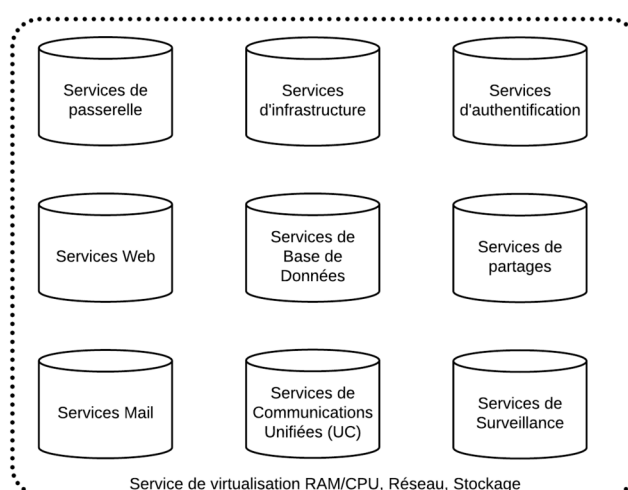 Services de
passerelle
Services
d'infrastructure
Services
d'authentification
Services Web
Services de
Base de
Données
Services de
partages
Services Mail
Services de
Communications
Unifiées (UC)
Services de
Surveillance
Service de virtualisation RAM/CPU, Réseau, Stockage